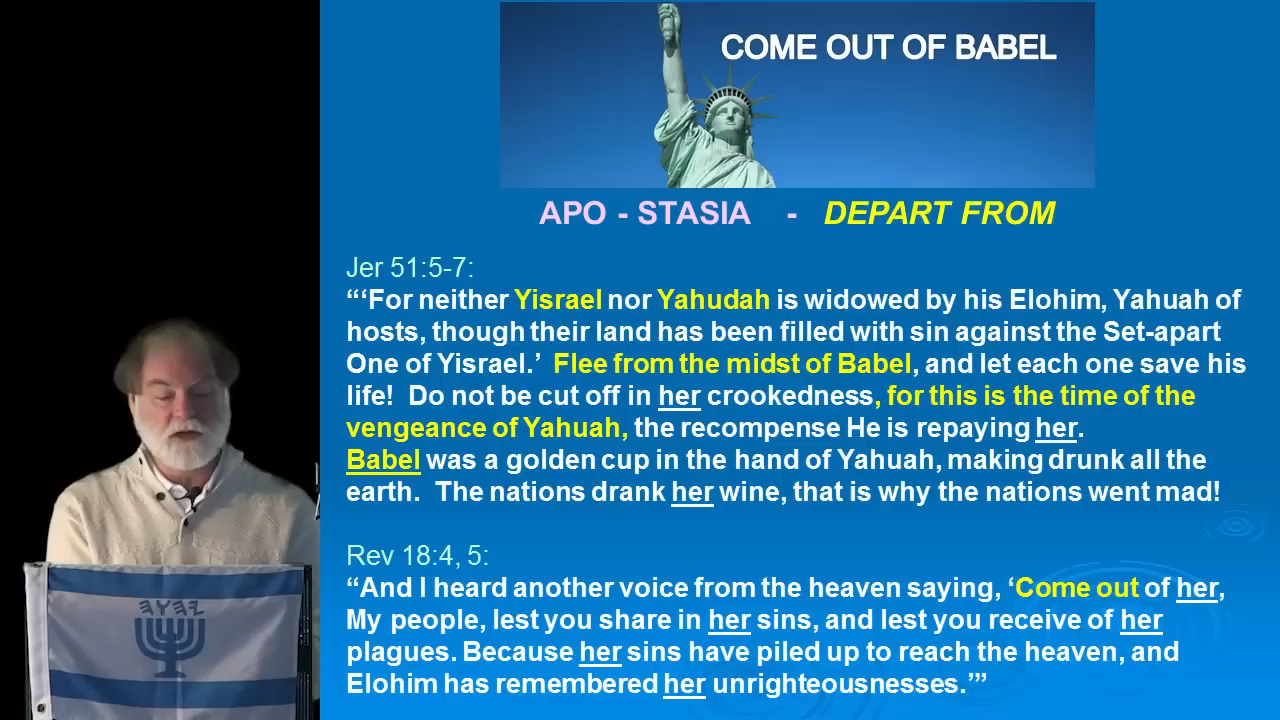 COME OUT OF BABEL
APO - STASIA - DEPART FROM
Jer 51:5-7:
“‘For neither Yisrael nor Yahudah is widowed by his Elohim, Yahuah of
hosts, though their land has been filled with sin against the Set-apart
One of Yisrael.’ Flee from the midst of Babel, and let each one save his
life! Do not be cut off in her crookedness, for this is the time of the
vengeance of Yahuah, the recompense He is repaying her.
Babel was a golden cup in the hand of Yahuah, making drunk all the
earth. The nations drank her wine, that is why the nations went mad!
Rev 18:4, 5:
“And I heard another voice from the heaven saying, ‘Come out of her,
My people, lest you share in her sins, and lest you receive of her
plagues. Because her sins have piled up to reach the heaven, and
Elohim has remembered her unrighteousnesses.’”